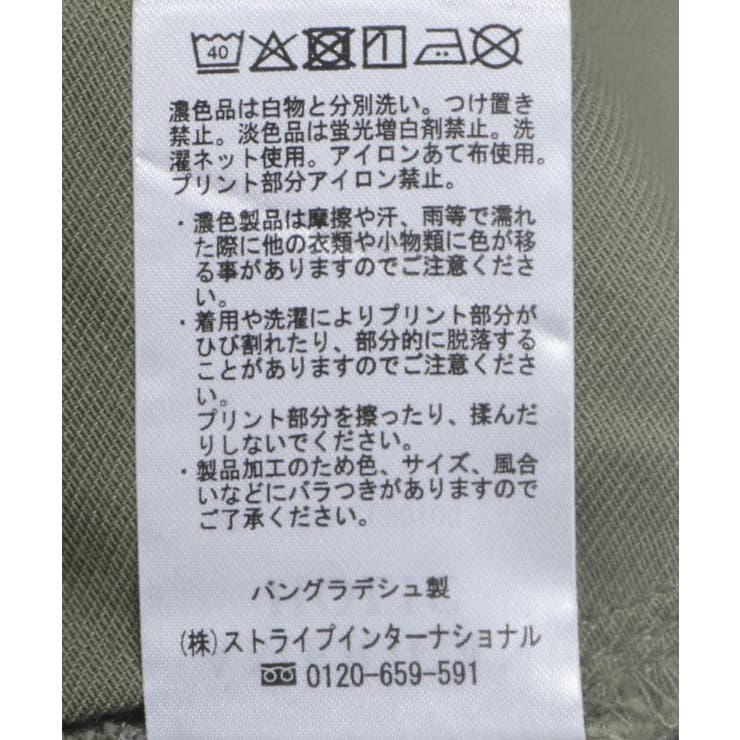 40
濃色品は白物と分別洗い。つけ置き
禁止。淡色品は蛍光増白剤禁止。洗
濯ネット使用。アイロンあて布使用。
プリント部分アイロン禁止。
・濃色製品は摩擦や汗、雨等で濡れ
た際に他の衣類や小物類に色が移
る事がありますのでご注意くださ
い。
・着用や洗濯によりプリント部分が
ひび割れたり、部分的に脱落する
ことがありますのでご注意くださ
い。
プリント部分を擦ったり、揉んだ
りしないでください。
・製品加工のため色、サイズ、風合
いなどにバラつきがありますので
ご了承ください。
バングラデシュ製
(株)ストライプインターナショナル
0120-659-591